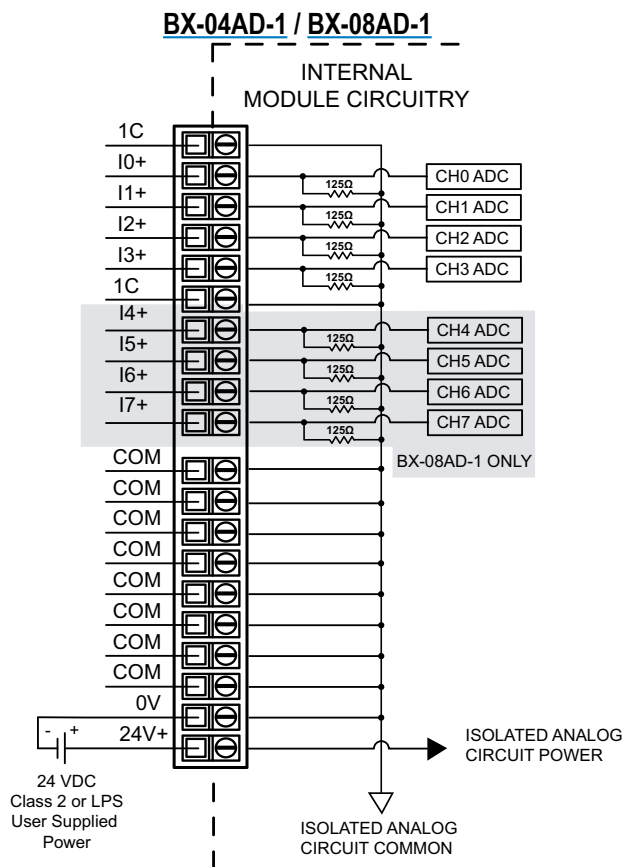 BX-04AD-1 / BX-08AD-1
INTERNAL
MODULE CIRCUITRY
1C
I0+
125Ω
CH0 ADC
I1+
125Ω
CH1 ADC
I2+
125Ω
CH2 ADC
I3+
125Ω
CH3 ADC
1C
I4+
125Ω
CH4 ADC
I5+
125Ω
CH5 ADC
I6+
125Ω
CH6 ADC
I7+
125Ω
CH7 ADC
BX-08AD-1 ONLY
COM
COM
COM
COM
COM
COM
COM
COM
0V
- +
24V+
ISOLATED ANALOG
CIRCUIT POWER
24 VDC
Class 2 or LPS
User Supplied
Power
ISOLATED ANALOG
CIRCUIT COMMON